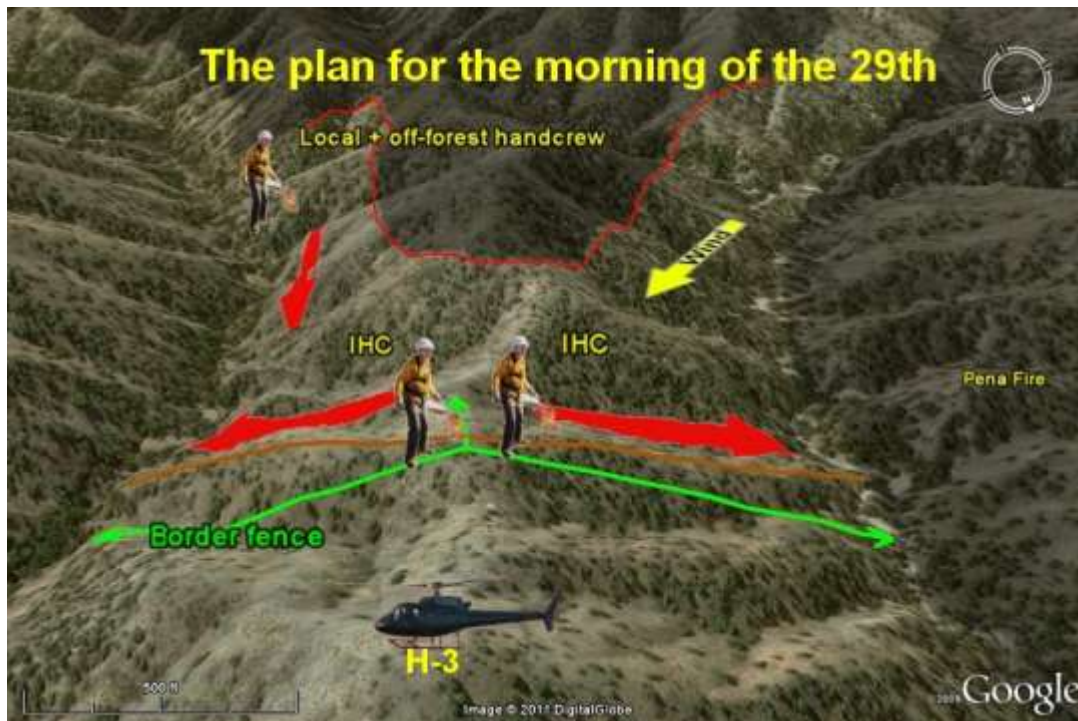 The plan for the morning of the 29th
Local + off-forest handcrew
Wind
IHC
IHC
Pena Fire
Border fence
H-3
500 ft
Image © 2011 DigitalGlobe
Google